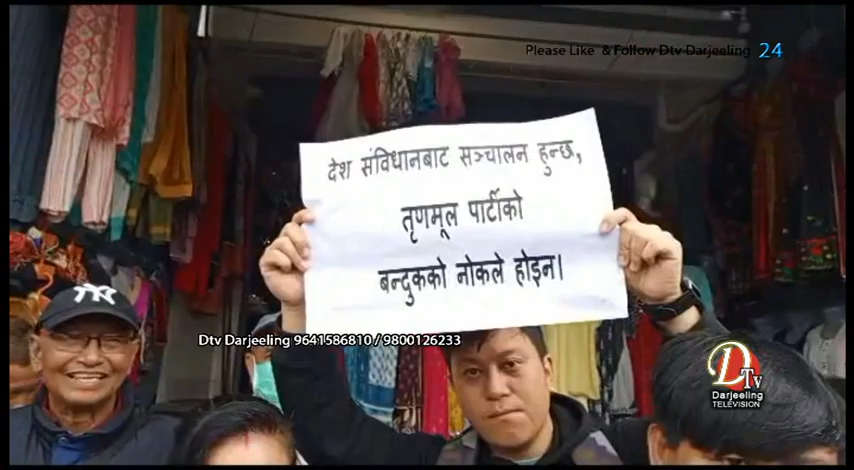 Please Like & Follow Dtv Darjeeling 24
देश संविधानबाट सञ्चालन हुन्छ,
तृणमूल पार्टीको
बन्दुकको नोकले होइन।
NY
Dtv Darjeeling 9641586810 / 9800126233
DTv
Darjeeling
TELEVISION